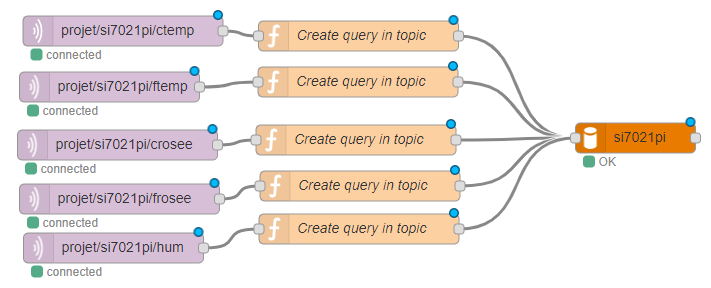 projet/si7021pi/ctemp
Create query in topic
connected
projet/si7021pi/ftemp
Create query in topic
connected
projet/si7021pi/crosee
Create query in topic
si7021pi
connected
OK
projet/si7021pi/frosee
Create query in topic
connected
projet/si7021pi/hum
Create query in topic
connected